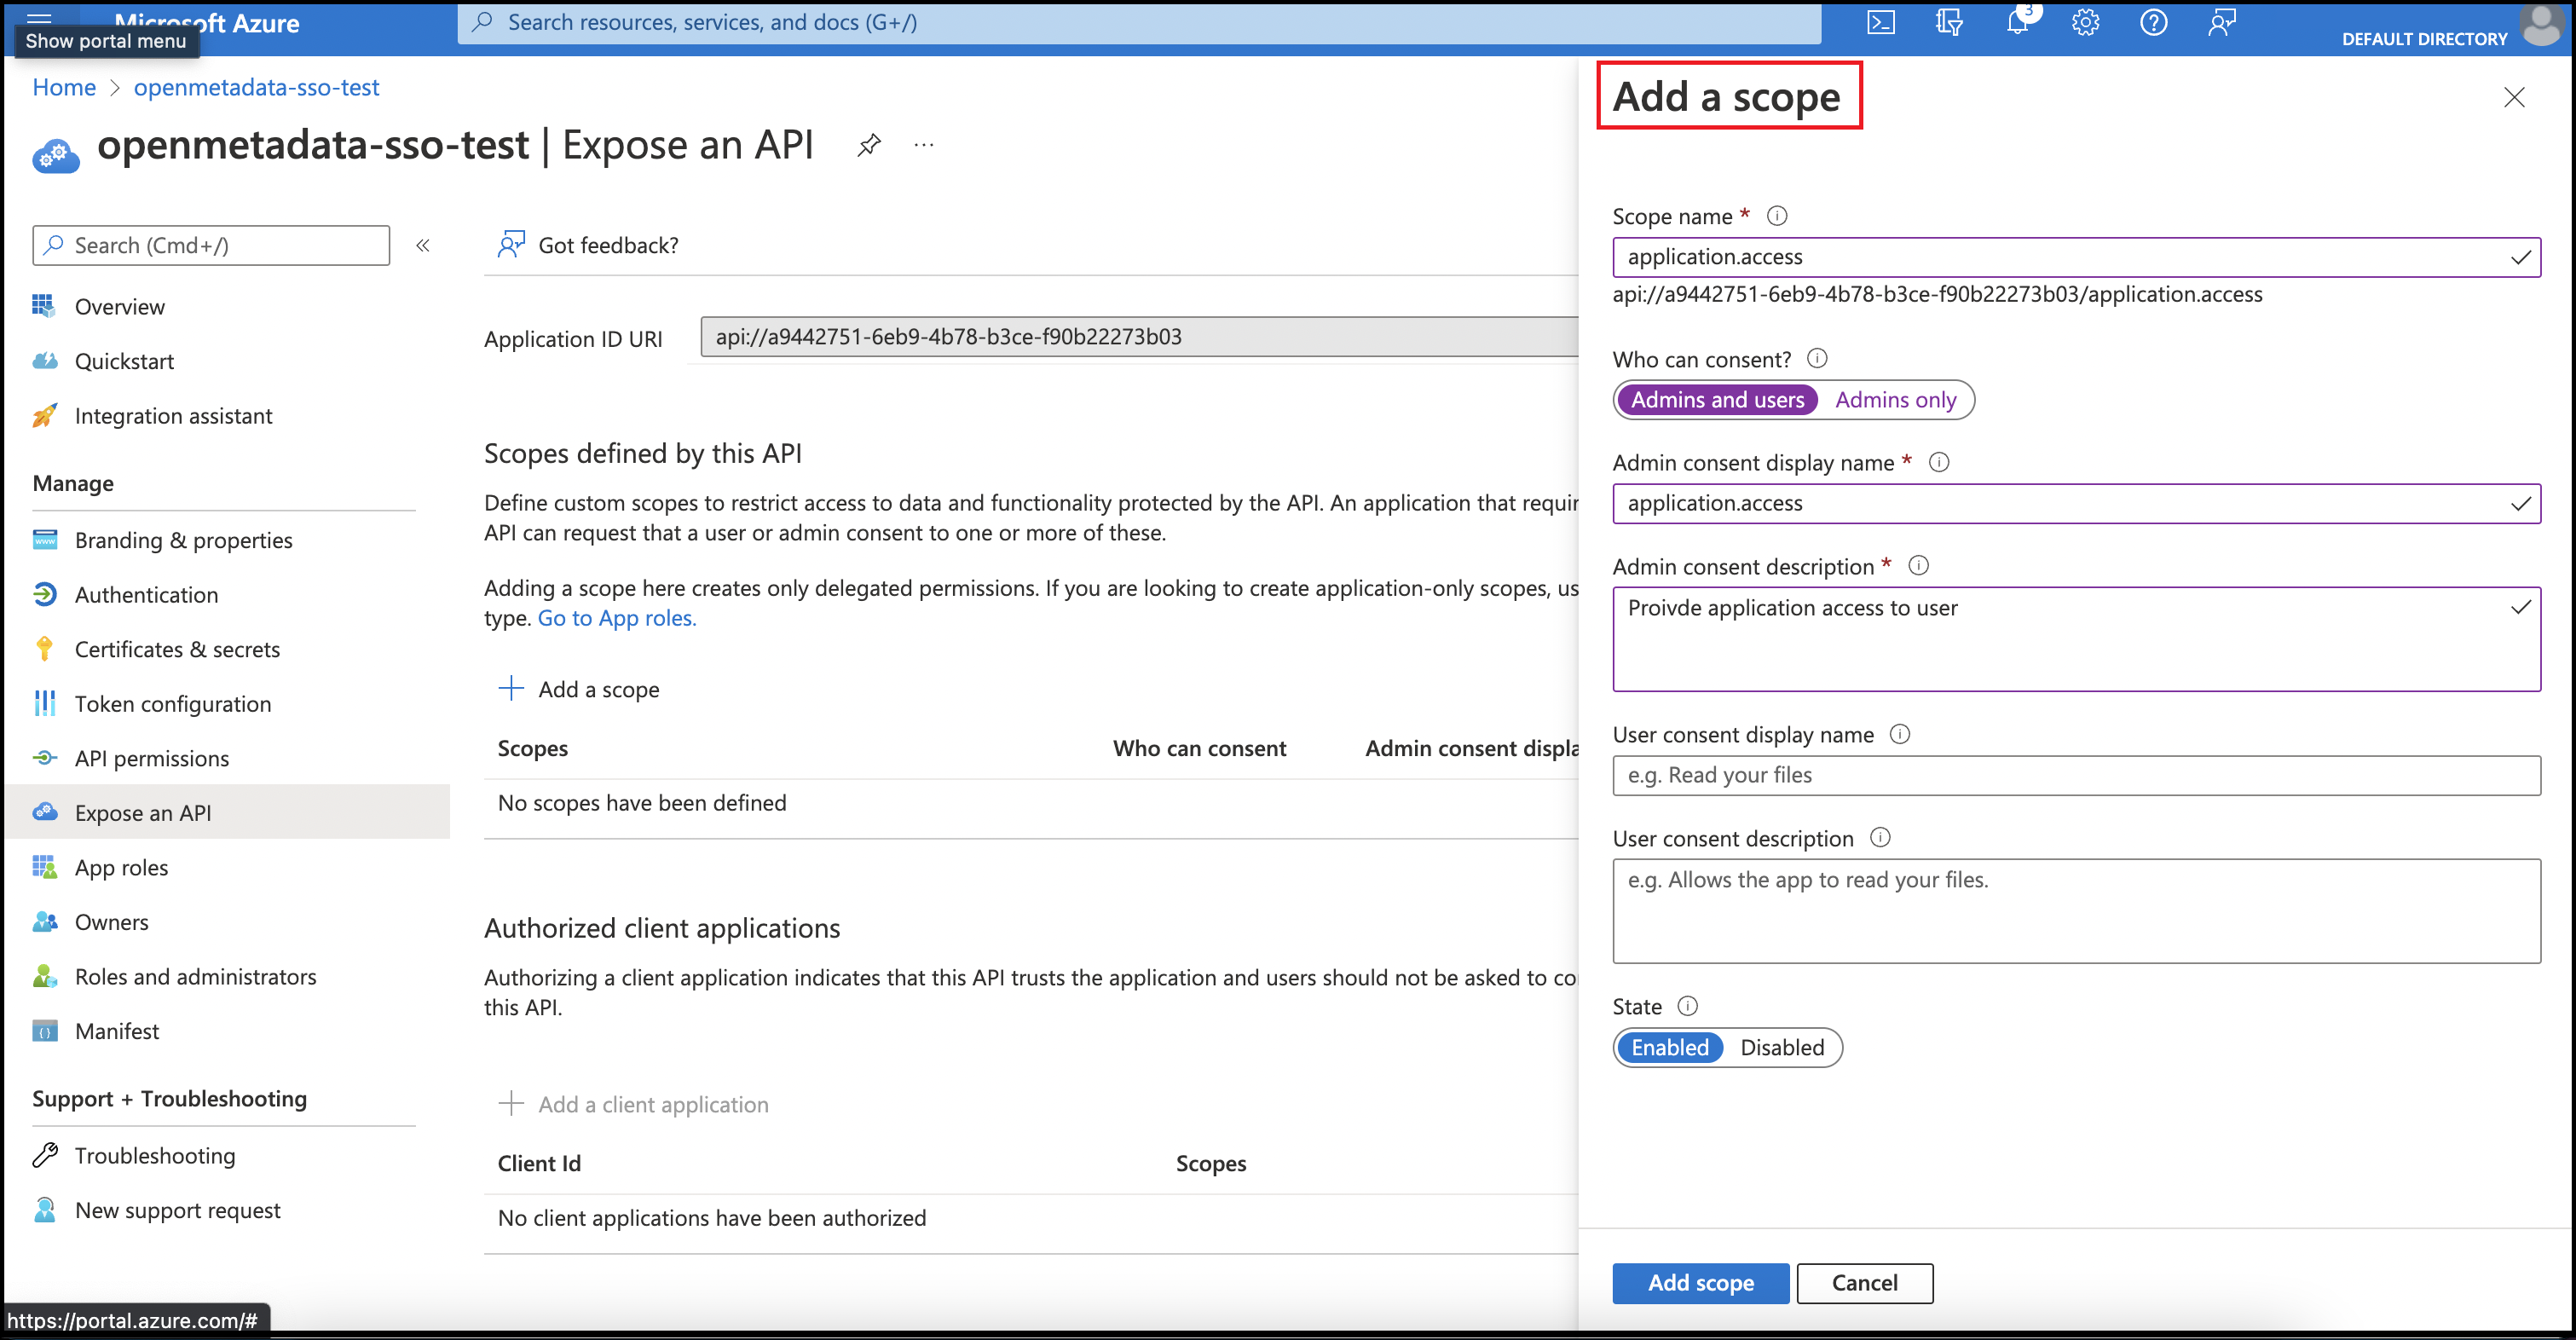 Microsoft Azure
Show portal menu
Search resources, services, and docs (G+/)
3
DEFAULT DIRECTORY
Home > openmetadata-sso-test
openmetadata-sso-test | Expose an API
...
Search (Cmd+/)
«
Overview
Quickstart
Integration assistant
Manage
Branding & properties
Authentication
Certificates & secrets
Token configuration
API permissions
Expose an API
App roles
Owners
Roles and administrators
Manifest
Support + Troubleshooting
Troubleshooting
New support request
https://portal.azure.com/#
Got feedback?
Application ID URI
api://a9442751-6eb9-4b78-b3ce-f90b22273b03
Scopes defined by this API
Define custom scopes to restrict access to data and functionality protected by the API. An application that requir
API can request that a user or admin consent to one or more of these.
Adding a scope here creates only delegated permissions. If you are looking to create application-only scopes, us
type. Go to App roles.
Add a scope
Scopes Who can consent Admin consent displa
No scopes have been defined
Authorized client applications
Authorizing a client application indicates that this API trusts the application and users should not be asked to co
this API.
Add a client application
Client Id Scopes
No client applications have been authorized
Add a scope
Scope name *
application.access
api://a9442751-6eb9-4b78-b3ce-f90b22273b03/application.access
Who can consent?
Admins and users Admins only
Admin consent display name *
application.access
Admin consent description *
Proivde application access to user
User consent display name
e.g. Read your files
User consent description
e.g. Allows the app to read your files.
State
Enabled Disabled
Add scope Cancel